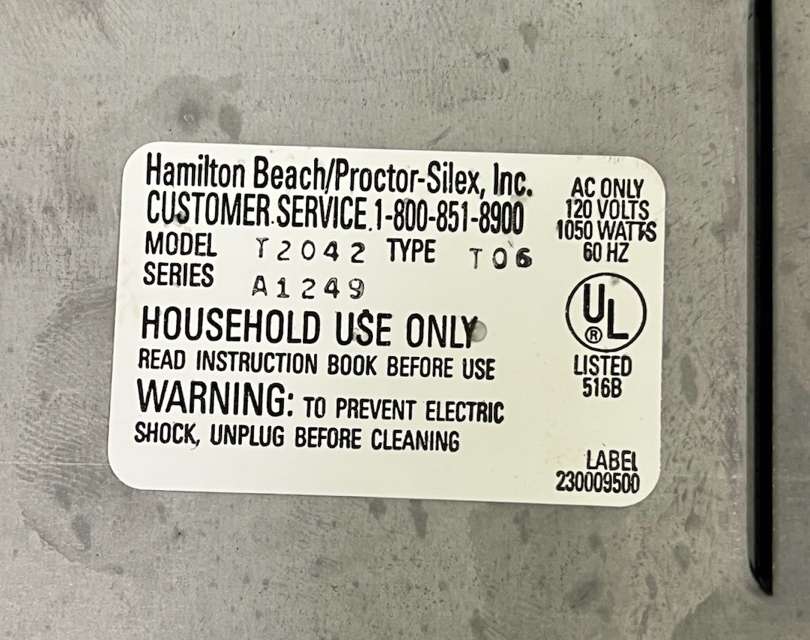 Hamilton Beach/Proctor-Silex, Inc.
CUSTOMER SERVICE 1-800-851-8900
MODEL T2042 TYPE T06
SERIES A1249
HOUSEHOLD USE ONLY
READ INSTRUCTION BOOK BEFORE USE
WARNING: TO PREVENT ELECTRIC
SHOCK, UNPLUG BEFORE CLEANING
AC ONLY
120 VOLTS
1050 WATTS
60 HZ
UL ®
LISTED
516B
LABEL
230009500